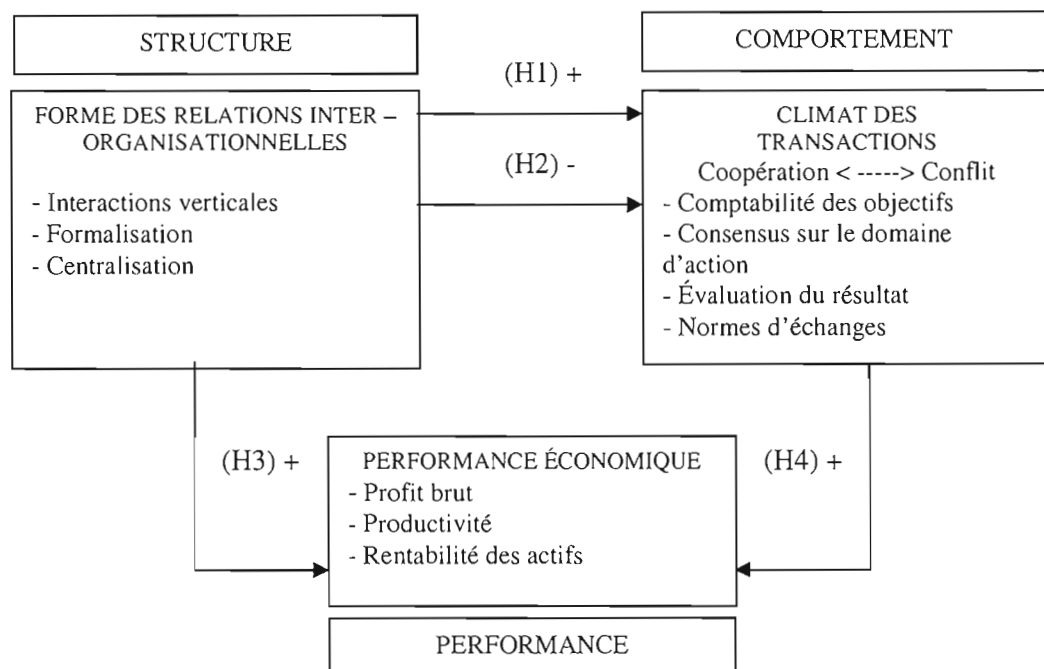 STRUCTURE
COMPORTEMENT
(H1) +
FORME DES RELATIONS INTER –
ORGANISATIONNELLES
- Interactions verticales
- Formalisation
- Centralisation
(H2) -
CLIMAT DES
TRANSACTIONS
Coopération < -----> Conflit
- Comptabilité des objectifs
- Consensus sur le domaine
d'action
- Évaluation du résultat
- Normes d'échanges
(H3) +
PERFORMANCE ÉCONOMIQUE
- Profit brut
- Productivité
- Rentabilité des actifs
(H4) +
PERFORMANCE